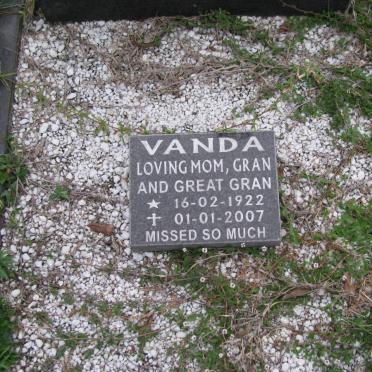 VANDA
LOVING MOM, GRAN
AND GREAT GRAN
★ 16-02-1922
✝ 01-01-2007
MISSED SO MUCH